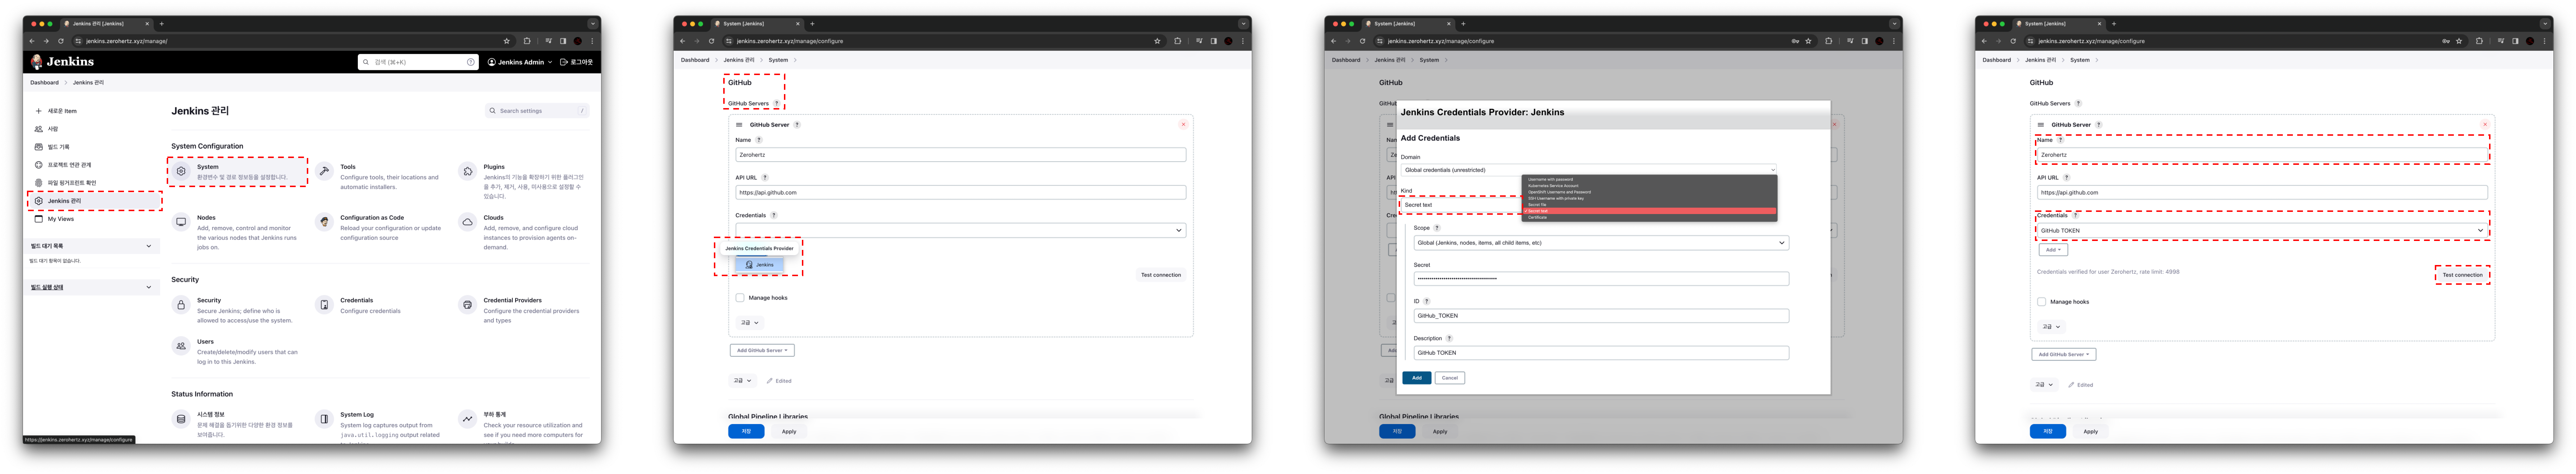 Jenkins 관리 [Jenkins]
jenkins.zerohertz.xyz/manage/
Jenkins
검색 (⌘+K)
Jenkins Admin
로그아웃
Dashboard > Jenkins 관리
새로운 Item
사람
빌드 기록
프로젝트 연관 관계
파일 핑거프린트 확인
Jenkins 관리
My Views
빌드 대기 목록
빌드 대기 항목이 없습니다.
빌드 실행 상태
Jenkins 관리
Search settings
/
System Configuration
System
환경변수 및 경로 정보등을 설정합니다.
Tools
Configure tools, their locations and
automatic installers.
Plugins
Jenkins의 기능을 확장하기 위한 플러그인
을 추가, 제거, 사용, 미사용으로 설정할 수
있습니다.
Nodes
Add, remove, control and monitor
the various nodes that Jenkins runs
jobs on.
Configuration as Code
Reload your configuration or update
configuration source
Clouds
Add, remove, and configure cloud
instances to provision agents on-
demand.
Security
Security
Secure Jenkins; define who is
allowed to access/use the system.
Credentials
Configure credentials
Credential Providers
Configure the credential providers
and types
Users
Create/delete/modify users that can
log in to this Jenkins.
Status Information
시스템 정보
문제 해결을 돕기위한 다양한 환경 정보를
보여줍니다.
System Log
System log captures output from
java.util.logging output related
부하 통계
Check your resource utilization and
see if you need more computers for
https://jenkins.zerohertz.xyz/manage/configure
System [Jenkins]
jenkins.zerohertz.xyz/manage/configure
Dashboard > Jenkins 관리 > System >
GitHub
GitHub Servers ?
GitHub Server ?
Name ?
Zerohertz
API URL ?
https://api.github.com
Credentials ?
Jenkins Credentials Provider
Jenkins
Test connection
Manage hooks
고급
Add GitHub Server
고급
Edited
Global Pipeline Libraries
저장
Apply
System [Jenkins]
jenkins.zerohertz.xyz/manage/configure
Dashboard > Jenkins 관리 > System >
GitHub
Jenkins Credentials Provider: Jenkins
Add Credentials
Domain
Global credentials (unrestricted)
Kind
Secret text
Username with password
Kubernetes Service Account
OpenShift Username and Password
SSH Username with private key
Secret file
Secret text
Certificate
Scope ?
Global (Jenkins, nodes, items, all child items, etc)
Secret
ID ?
GitHub_TOKEN
Description ?
GitHub TOKEN
Add
Cancel
Global Pipeline Libraries
저장
Apply
System [Jenkins]
jenkins.zerohertz.xyz/manage/configure
Dashboard > Jenkins 관리 > System >
GitHub
GitHub Servers ?
GitHub Server ?
Name ?
Zerohertz
API URL ?
https://api.github.com
Credentials ?
GitHub TOKEN
Add
Credentials verified for user Zerohertz, rate limit: 4998
Test connection
Manage hooks
고급
Add GitHub Server
고급
Edited
저장
Apply